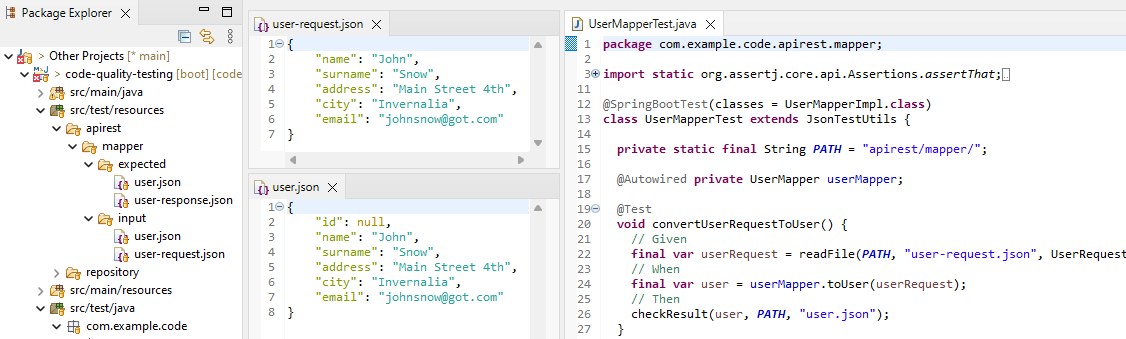 Package Explorer
Other Projects [* main]
code-quality-testing [boot] [code
src/main/java
src/test/resources
apirest
mapper
expected
user.json
user-response.json
input
user.json
user-request.json
repository
src/main/resources
src/test/java
com.example.code
user-request.json
1 {
2 "name": "John",
3 "surname": "Snow",
4 "address": "Main Street 4th",
5 "city": "Invernalia",
6 "email": "johnsnow@got.com"
7 }
user.json
1 {
2 "id": null,
3 "name": "John",
4 "surname": "Snow",
5 "address": "Main Street 4th",
6 "city": "Invernalia",
7 "email": "johnsnow@got.com"
8 }
UserMapperTest.java
1 package com.example.code.apirest.mapper;
2
3 import static org.assertj.core.api.Assertions.assertThat;
11
12 @SpringBootTest(classes = UserMapperImpl.class)
13 class UserMapperTest extends JsonTestUtils {
14
15 private static final String PATH = "apirest/mapper/";
16
17 @Autowired private UserMapper userMapper;
18
19 @Test
20 void convertUserRequestToUser() {
21 // Given
22 final var userRequest = readFile(PATH, "user-request.json", UserRequest
23 // When
24 final var user = userMapper.toUser(userRequest);
25 // Then
26 checkResult(user, PATH, "user.json");
27 }